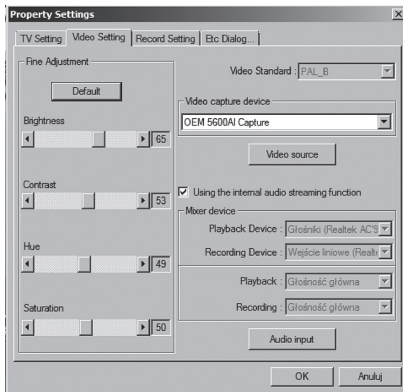 Property Settings
TV Setting Video Setting Record Setting Etc Dialog...
Fine Adjustment
Default
Brightness
65
Contrast
53
Hue
49
Saturation
50
Video Standard : PAL_B
Video capture device
OEM 5600AI Capture
Video source
Using the internal audio streaming function
Mixer device
Playback Device : Głośniki (Realtek AC'9
Recording Device : Wejście liniowe (Realte
Playback : Głośność główna
Recording : Głośność główna
Audio input
OK Anuluj